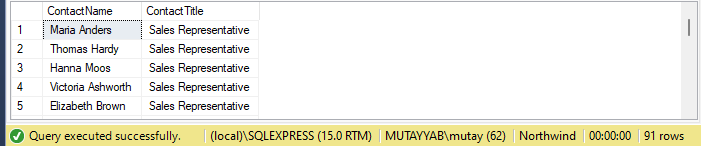 ContactName ContactTitle
1 Maria Anders Sales Representative
2 Thomas Hardy Sales Representative
3 Hanna Moos Sales Representative
4 Victoria Ashworth Sales Representative
5 Elizabeth Brown Sales Representative
Query executed successfully. (local)\SQLEXPRESS (15.0 RTM) MUTAYYAB\mutay (62) Northwind 00:00:00 91 rows